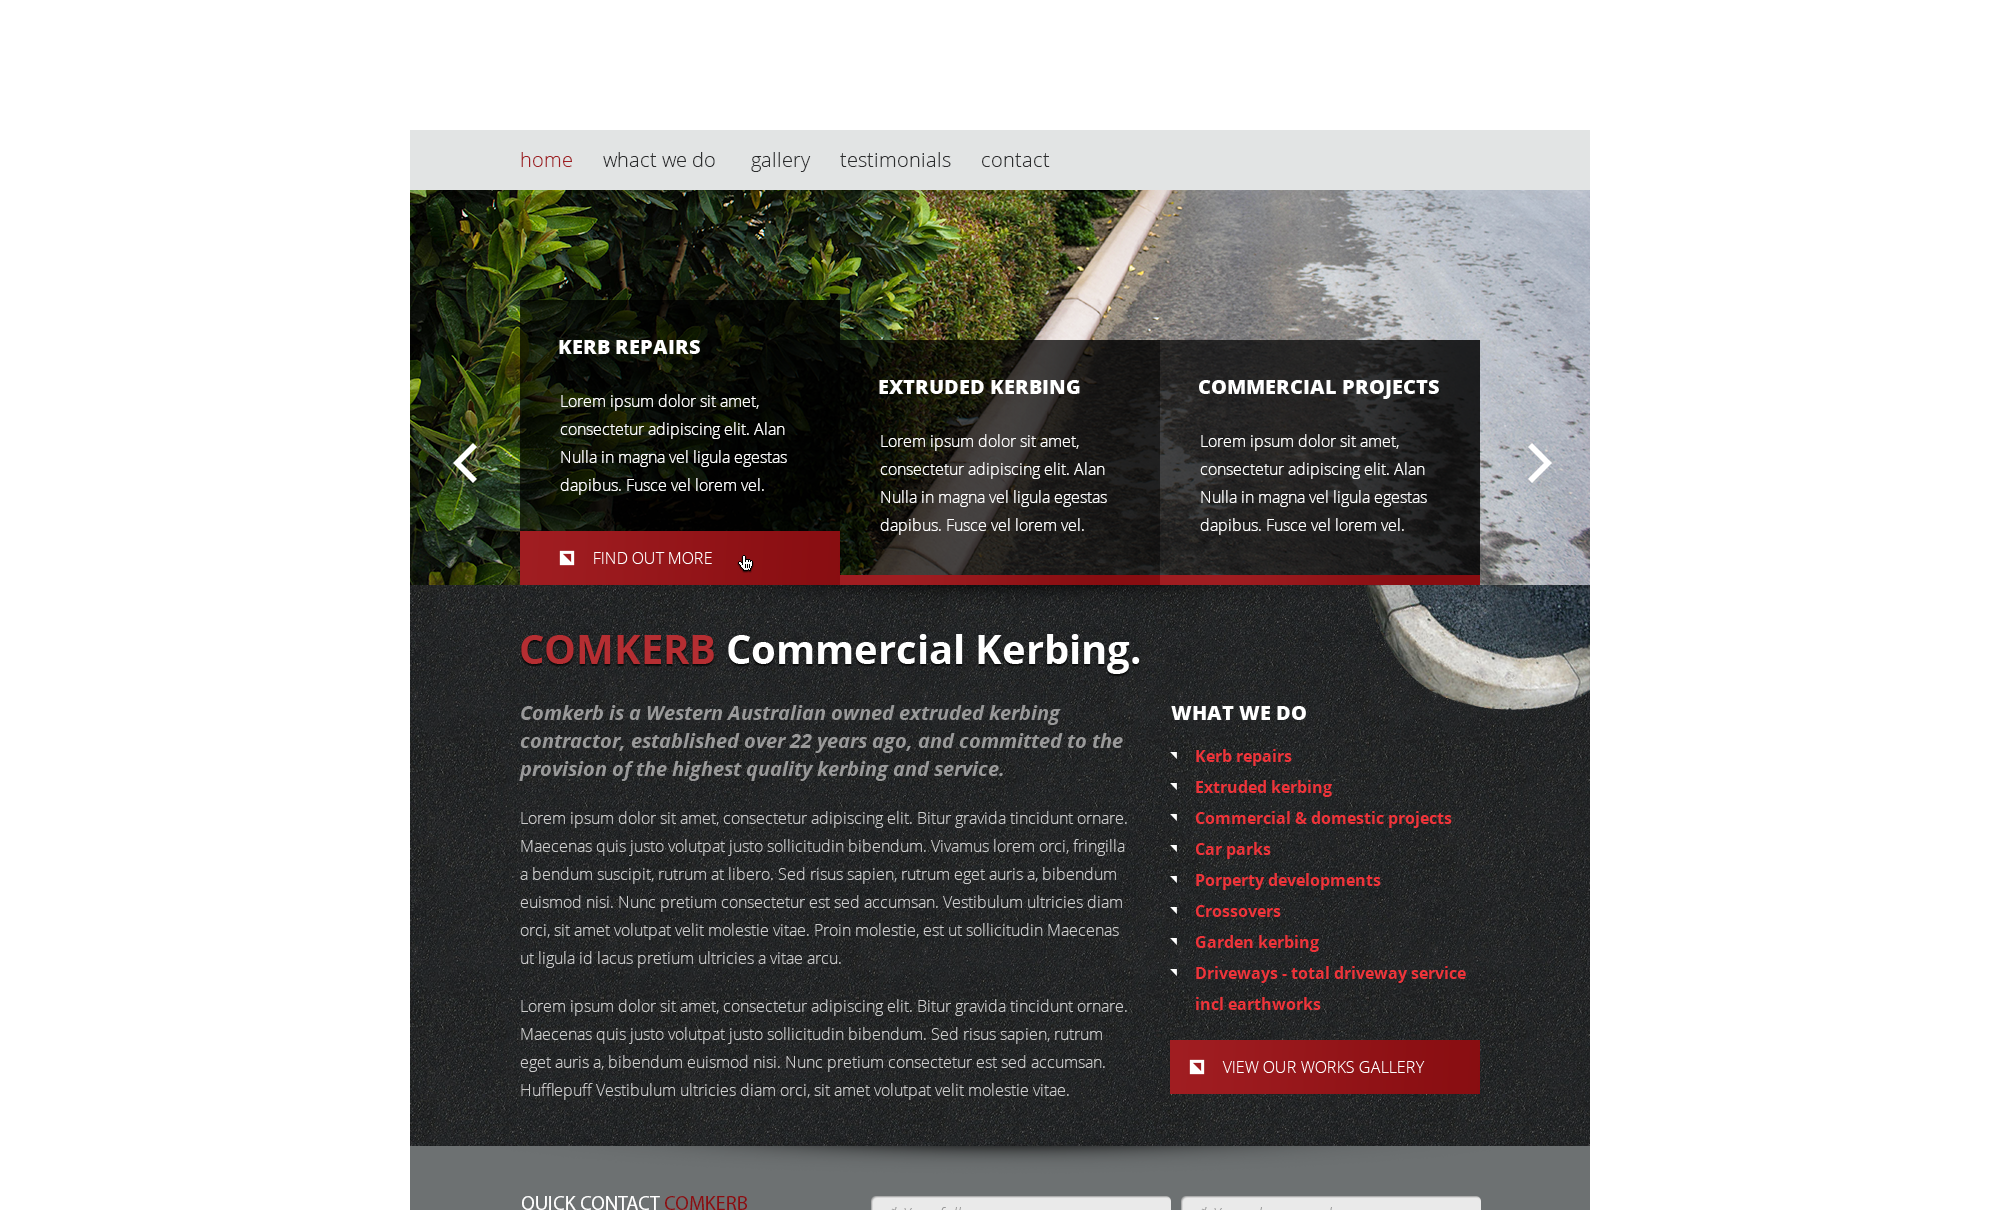 home whact we do gallery testimonials contact
KERB REPAIRS
Lorem ipsum dolor sit amet,
consectetur adipiscing elit. Alan
Nulla in magna vel ligula egestas
dapibus. Fusce vel lorem vel.
FIND OUT MORE
EXTRUDED KERBING
Lorem ipsum dolor sit amet,
consectetur adipiscing elit. Alan
Nulla in magna vel ligula egestas
dapibus. Fusce vel lorem vel.
COMMERCIAL PROJECTS
Lorem ipsum dolor sit amet,
consectetur adipiscing elit. Alan
Nulla in magna vel ligula egestas
dapibus. Fusce vel lorem vel.
COMKERB Commercial Kerbing.
Comkerb is a Western Australian owned extruded kerbing
contractor, established over 22 years ago, and committed to the
provision of the highest quality kerbing and service.
Lorem ipsum dolor sit amet, consectetur adipiscing elit. Bitur gravida tincidunt ornare.
Maecenas quis justo volutpat justo sollicitudin bibendum. Vivamus lorem orci, fringilla
a bendum suscipit, rutrum at libero. Sed risus sapien, rutrum eget auris a, bibendum
euismod nisi. Nunc pretium consectetur est sed accumsan. Vestibulum ultricies diam
orci, sit amet volutpat velit molestie vitae. Proin molestie, est ut sollicitudin Maecenas
ut ligula id lacus pretium ultricies a vitae arcu.
Lorem ipsum dolor sit amet, consectetur adipiscing elit. Bitur gravida tincidunt ornare.
Maecenas quis justo volutpat justo sollicitudin bibendum. Sed risus sapien, rutrum
eget auris a, bibendum euismod nisi. Nunc pretium consectetur est sed accumsan.
Hufflepuff Vestibulum ultricies diam orci, sit amet volutpat velit molestie vitae.
WHAT WE DO
Kerb repairs
Extruded kerbing
Commercial & domestic projects
Car parks
Porperty developments
Crossovers
Garden kerbing
Driveways - total driveway service
incl earthworks
VIEW OUR WORKS GALLERY
QUICK CONTACT COMKERB